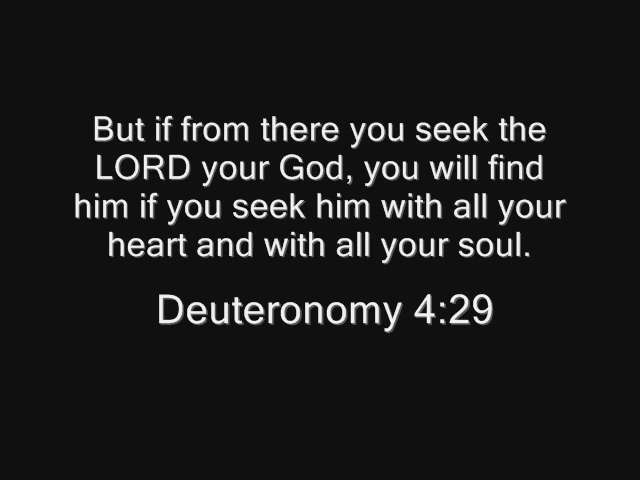 But if from there you seek the
LORD your God, you will find
him if you seek him with all your
heart and with all your soul.
Deuteronomy 4:29